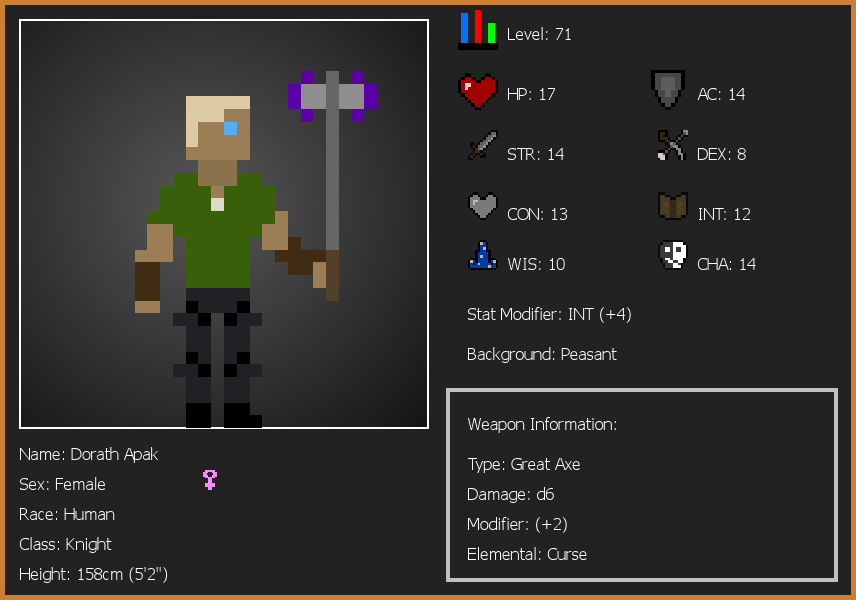 Level: 71
HP: 17
AC: 14
STR: 14
DEX: 8
CON: 13
INT: 12
WIS: 10
CHA: 14
Stat Modifier: INT (+4)
Background: Peasant
Weapon Information:
Type: Great Axe
Damage: d6
Modifier: (+2)
Elemental: Curse
Name: Dorath Apak
Sex: Female
Race: Human
Class: Knight
Height: 158cm (5'2")